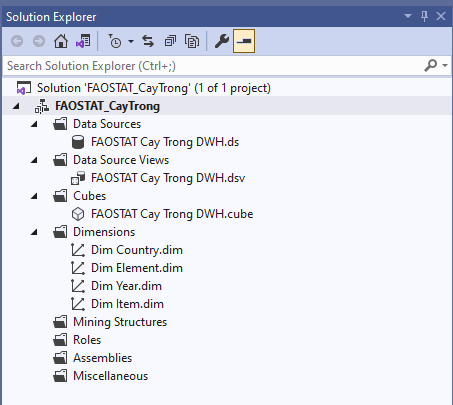 Solution Explorer
Search Solution Explorer (Ctrl+;)
Solution 'FAOSTAT_CayTrong' (1 of 1 project)
FAOSTAT_CayTrong
Data Sources
FAOSTAT Cay Trong DWH.ds
Data Source Views
FAOSTAT Cay Trong DWH.dsv
Cubes
FAOSTAT Cay Trong DWH.cube
Dimensions
Dim Country.dim
Dim Element.dim
Dim Year.dim
Dim Item.dim
Mining Structures
Roles
Assemblies
Miscellaneous